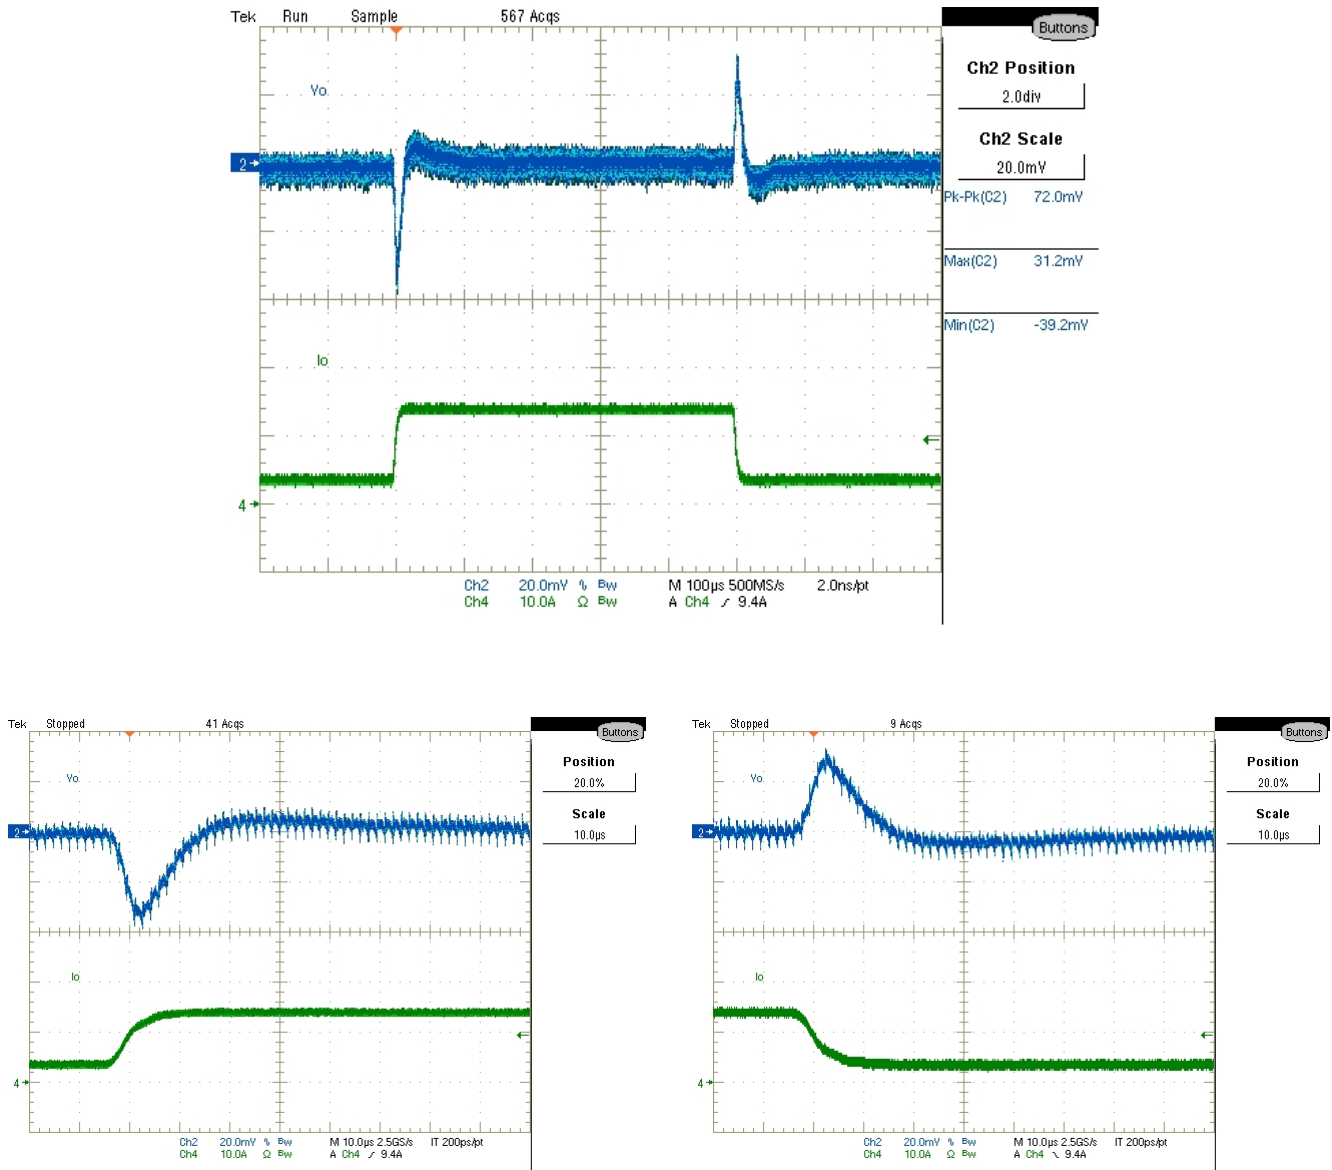 Tek Run Sample 567 Acqs
Buttons
Ch2 Position
2.0div
Ch2 Scale
20.0mV
Pk-Pk(C2) 72.0mV
Max(C2) 31.2mV
Min(C2) -39.2mV
Vo
2
Io
4
Ch2 20.0mV ∿ Bw M 100µs 500MS/s 2.0ns/pt
Ch4 10.0A Ω Bw A Ch4 ∫ 9.4A
Tek Stopped 41 Acqs
Buttons
Position
20.0%
Scale
10.0µs
Vo
2
Io
4
Ch2 20.0mV ∿ Bw M 10.0µs 2.5GS/s IT 200ps/pt
Ch4 10.0A Ω Bw A Ch4 ∫ 9.4A
Tek Stopped 9 Acqs
Buttons
Position
20.0%
Scale
10.0µs
Vo
2
Io
4
Ch2 20.0mV ∿ Bw M 10.0µs 2.5GS/s IT 200ps/pt
Ch4 10.0A Ω Bw A Ch4 \ 9.4A